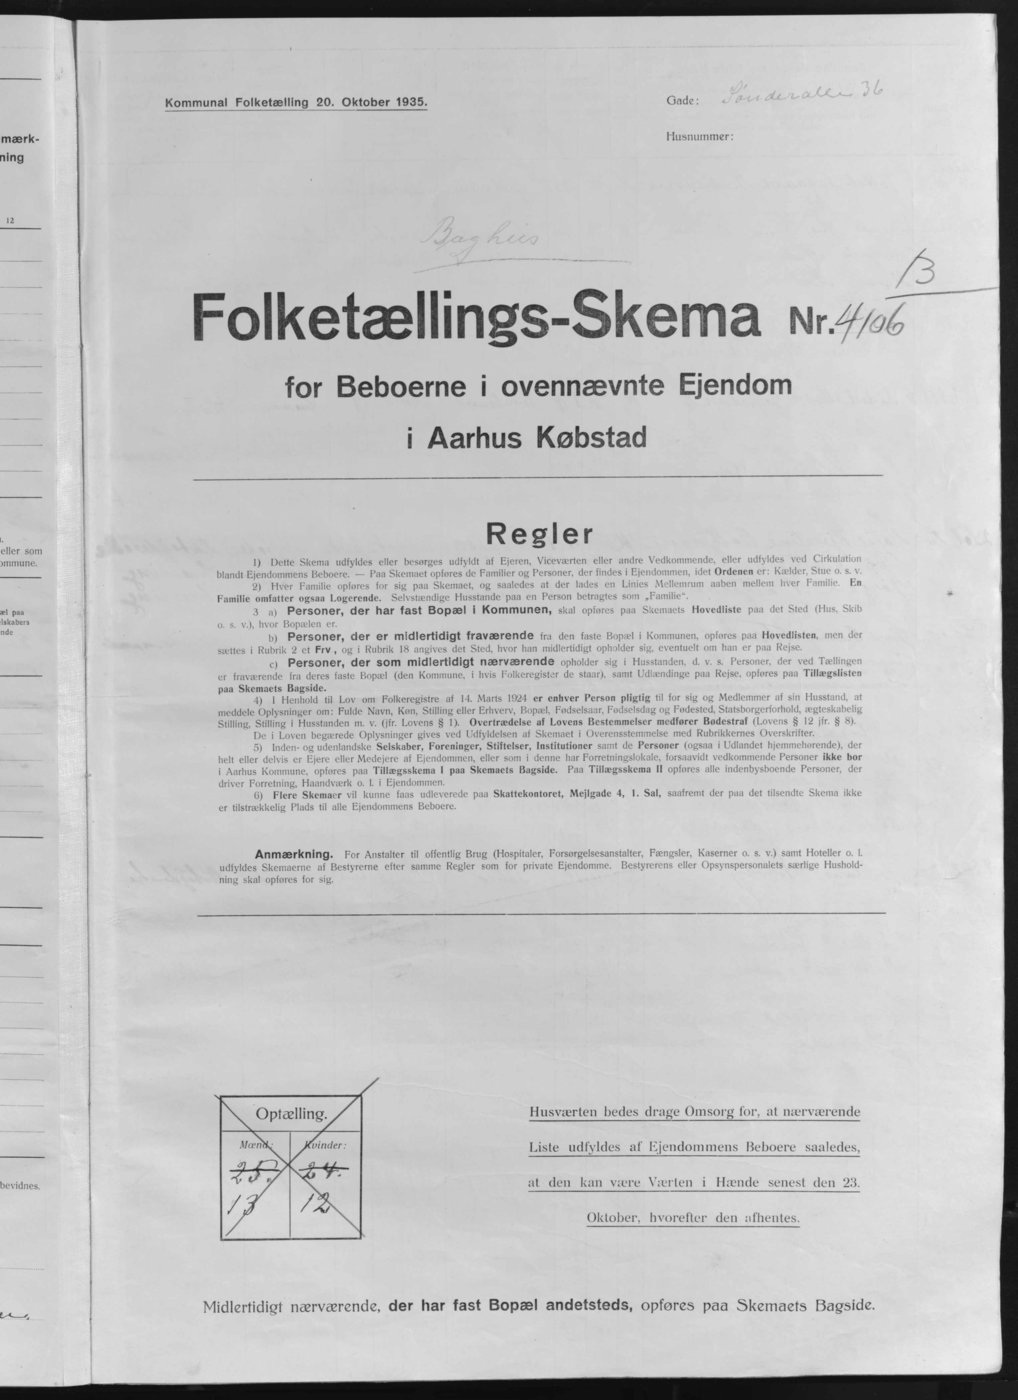 mærk-
ning
12
eller som
ommune.
æl paa
elskabers
nde
bevidnes.
Kommunal Folketælling 20. Oktober 1935.
Gade: Sønderallé 36
Husnummer:
Baghus
B
Folketællings-Skema Nr. 4106
for Beboerne i ovennævnte Ejendom
i Aarhus Købstad
Regler
1) Dette Skema udfyldes eller besørges udfyldt af Ejeren, Viceværten eller andre Vedkommende, eller udfyldes ved Cirkulation
blandt Ejendommens Beboere. — Paa Skemaet opføres de Familier og Personer, der findes i Ejendommen, idet Ordenen er: Kælder, Stue o. s. v.
2) Hver Familie opføres for sig paa Skemaet, og saaledes at der lades en Linies Mellemrum aaben mellem hver Familie. En
Familie omfatter ogsaa Logerende. Selvstændige Husstande paa en Person betragtes som „Familie“.
3 a) Personer, der har fast Bopæl i Kommunen, skal opføres paa Skemaets Hovedliste paa det Sted (Hus, Skib
o. s. v.), hvor Bopælen er.
b) Personer, der er midlertidigt fraværende fra den faste Bopæl i Kommunen, opføres paa Hovedlisten, men der
sættes i Rubrik 2 et Frv., og i Rubrik 18 angives det Sted, hvor han midlertidigt opholder sig, eventuelt om han er paa Rejse.
c) Personer, der som midlertidigt nærværende opholder sig i Husstanden, d. v. s. Personer, der ved Tællingen
er fraværende fra deres faste Bopæl (den Kommune, i hvis Folkeregister de staar), samt Udlændinge paa Rejse, opføres paa Tillægslisten
paa Skemaets Bagside.
4) I Henhold til Lov om Folkeregistre af 14. Marts 1924 er enhver Person pligtig til for sig og Medlemmer af sin Husstand, at
meddele Oplysninger om: Fulde Navn, Køn, Stilling eller Erhverv, Bopæl, Fødselsaar, Fødselsdag og Fødested, Statsborgerforhold, ægteskabelig
Stilling, Stilling i Husstanden m. v. (jfr. Lovens § 1). Overtrædelse af Lovens Bestemmelser medfører Bødestraf (Lovens § 12 jfr. § 8).
De i Loven begærede Oplysninger gives ved Udfyldelsen af Skemaet i Overensstemmelse med Rubrikkernes Overskrifter.
5) Inden- og udenlandske Selskaber, Foreninger, Stiftelser, Institutioner samt de Personer (ogsaa i Udlandet hjemmehørende), der
helt eller delvis er Ejere eller Medejere af Ejendommen, eller som i denne har Forretningslokale, forsaavidt vedkommende Personer ikke bor
i Aarhus Kommune, opføres paa Tillægsskema I paa Skemaets Bagside. Paa Tillægsskema II opføres alle indenbysboende Personer, der
driver Forretning, Haandværk o. l. i Ejendommen.
6) Flere Skemaer vil kunne faas udleverede paa Skattekontoret, Mejlgade 4, 1. Sal, saafremt der paa det tilsendte Skema ikke
er tilstrækkelig Plads til alle Ejendommens Beboere.
Anmærkning. For Anstalter til offentlig Brug (Hospitaler, Forsørgelsesanstalter, Fængsler, Kaserner o. s. v.) samt Hoteller o. l.
udfyldes Skemaerne af Bestyrerne efter samme Regler som for private Ejendomme. Bestyrerens eller Opsynspersonalets særlige Hushold-
ning skal opføres for sig.
Optælling.
Mænd: Kvinder:
25. 24.
13 12
Husværten bedes drage Omsorg for, at nærværende
Liste udfyldes af Ejendommens Beboere saaledes,
at den kan være Værten i Hænde senest den 23.
Oktober, hvorefter den afhentes.
Midlertidigt nærværende, der har fast Bopæl andetsteds, opføres paa Skemaets Bagside.